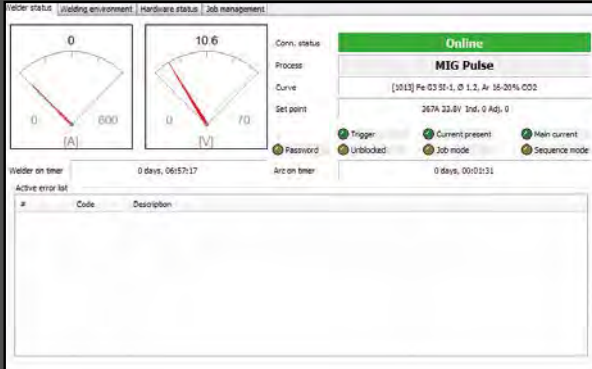 Welder status Welding environment Hardware status Job management
0 10.6
0 600 0 70
[A] [V]
Conn. status Online
Process MIG Pulse
Curve [1013] Fe G3 SI-1, Ø 1.2, Ar 16-20% CO2
Set point 367A 33.8V Ind. 0 Adj. 0
Trigger Current present Main current
Password Unblocked Job mode Sequence mode
Welder on timer 0 days, 06:57:17 Arc on timer 0 days, 00:01:31
Active error list
# Code Description